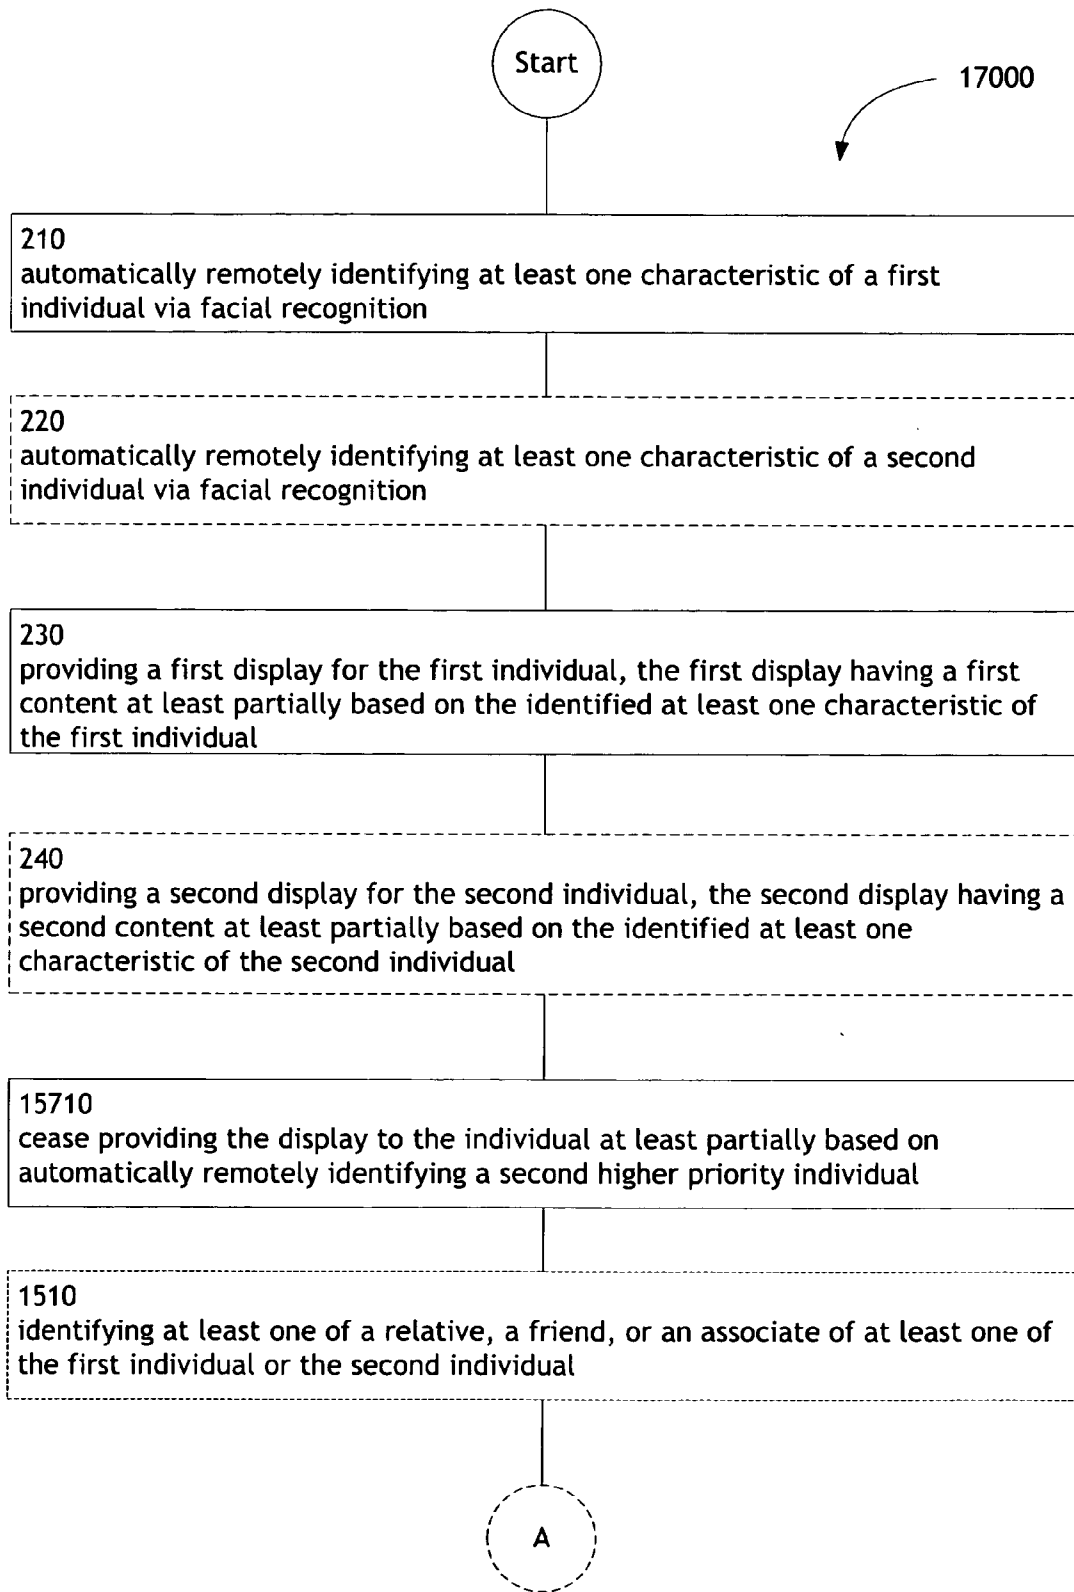 Start
17000
210
automatically remotely identifying at least one characteristic of a first
individual via facial recognition
220
automatically remotely identifying at least one characteristic of a second
individual via facial recognition
230
providing a first display for the first individual, the first display having a first
content at least partially based on the identified at least one characteristic of
the first individual
240
providing a second display for the second individual, the second display having a
second content at least partially based on the identified at least one
characteristic of the second individual
15710
cease providing the display to the individual at least partially based on
automatically remotely identifying a second higher priority individual
1510
identifying at least one of a relative, a friend, or an associate of at least one of
the first individual or the second individual
A